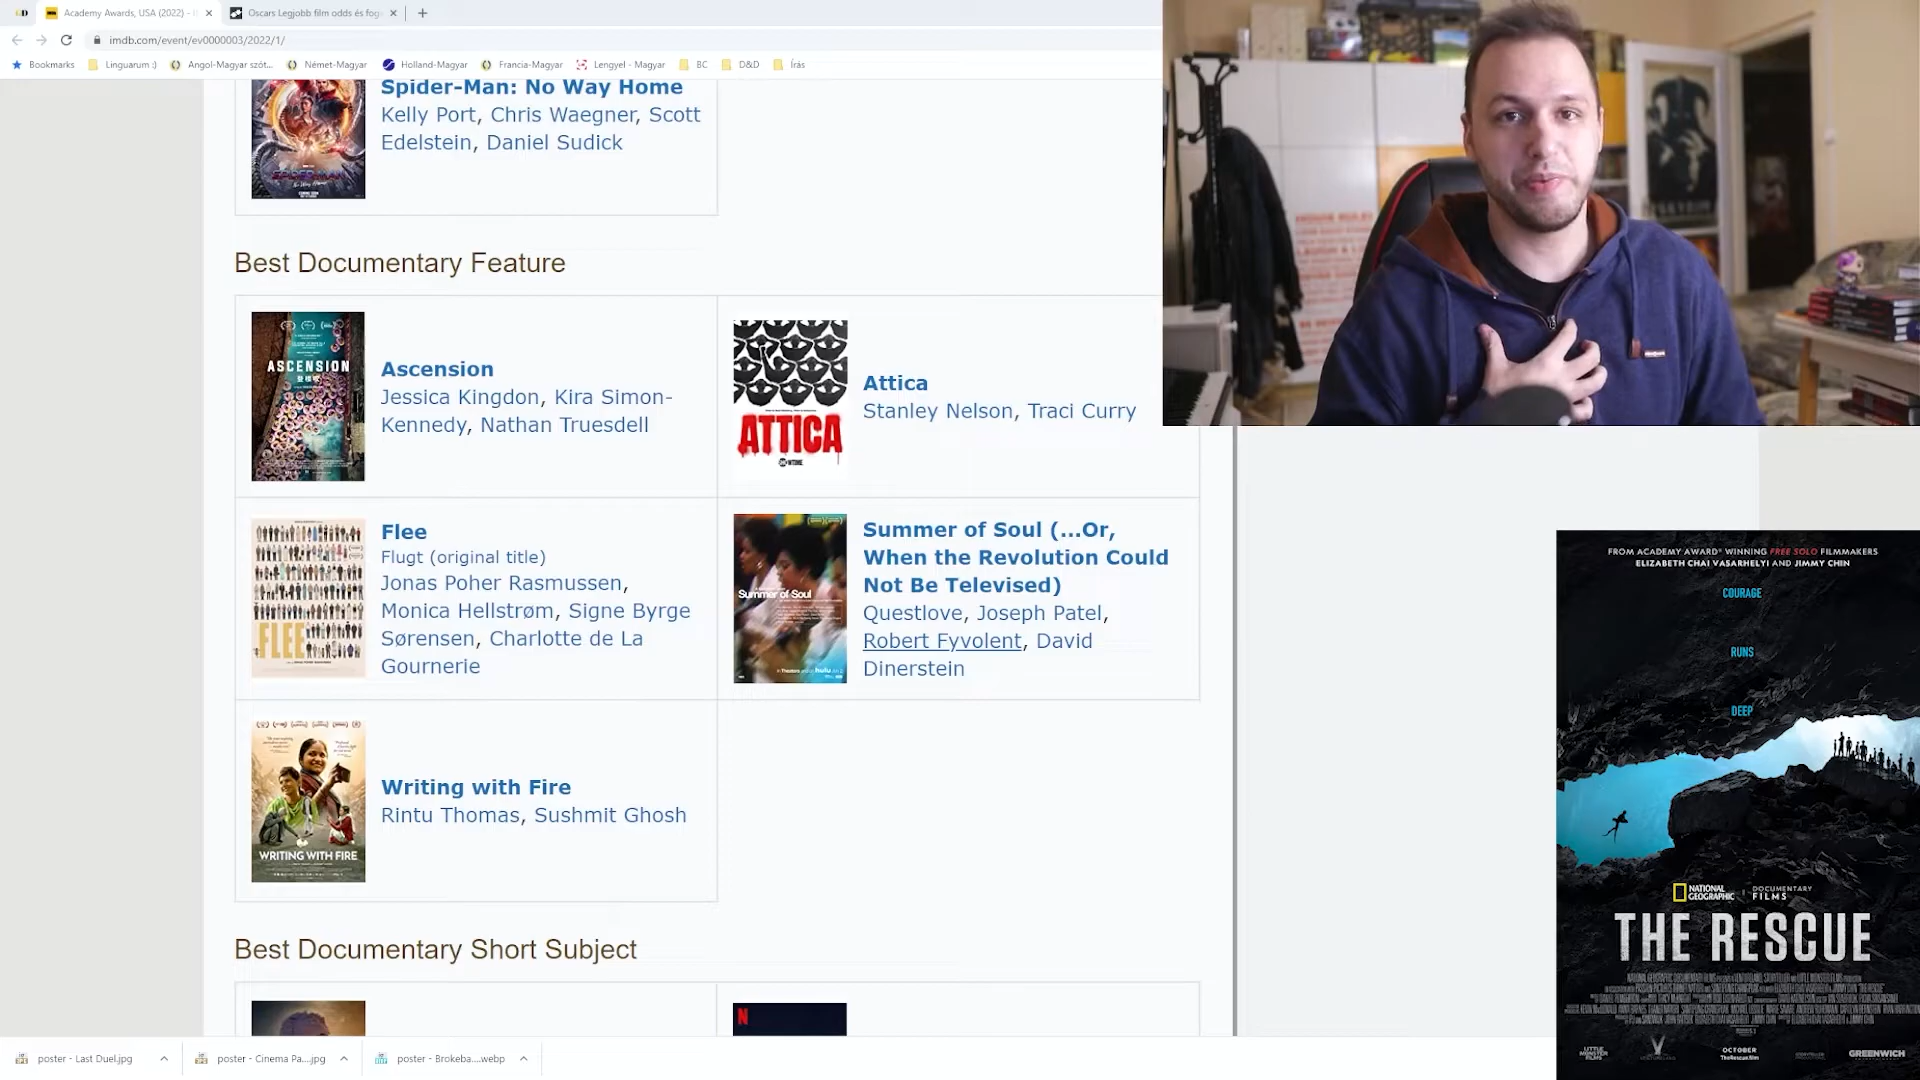 Academy Awards, USA (2022) -
Oscars Legjobb film odds és fog
imdb.com/event/ev0000003/2022/1/
Bookmarks
Linguarum :)
Angol-Magyar szót...
Német-Magyar
Holland-Magyar
Francia-Magyar
Lengyel - Magyar
BC
D&D
Írás
Spider-Man: No Way Home
Kelly Port, Chris Waegner, Scott
Edelstein, Daniel Sudick
Best Documentary Feature
ASCENSION
Ascension
Jessica Kingdon, Kira Simon-
Kennedy, Nathan Truesdell
ATTICA
Attica
Stanley Nelson, Traci Curry
FLEE
Flee
Flugt (original title)
Jonas Poher Rasmussen,
Monica Hellstrøm, Signe Byrge
Sørensen, Charlotte de La
Gournerie
Summer of Soul
hulu
Summer of Soul (...Or,
When the Revolution Could
Not Be Televised)
Questlove, Joseph Patel,
Robert Fyvolent, David
Dinerstein
WRITING WITH FIRE
Writing with Fire
Rintu Thomas, Sushmit Ghosh
Best Documentary Short Subject
N
FROM ACADEMY AWARD® WINNING FREE SOLO FILMMAKERS
ELIZABETH CHAI VASARHELYI AND JIMMY CHIN
COURAGE
RUNS
DEEP
NATIONAL GEOGRAPHIC
DOCUMENTARY FILMS
THE RESCUE
LITTLE MONSTER FILMS
OCTOBER
TheRescue.film
GREENWICH
poster - Last Duel.jpg
poster - Cinema Pa....jpg
poster - Brokeba....webp